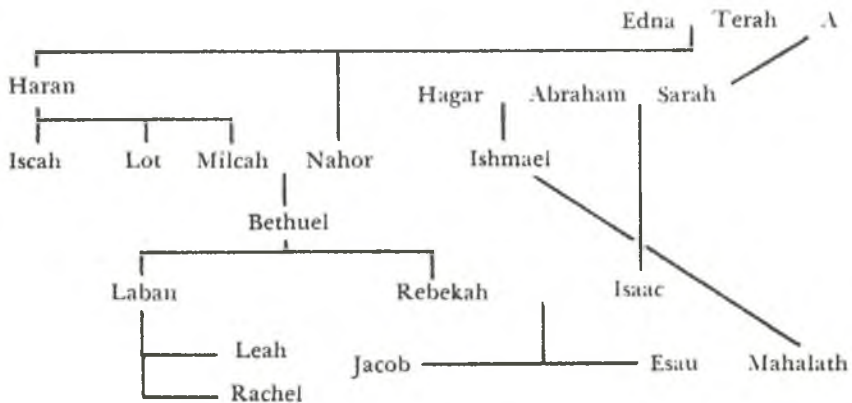 Edna Terah A
Haran
Hagar Abraham Sarah
Iscah Lot Milcah Nahor Ishmael
Bethuel
Laban Rebekah Isaac
Leah
Jacob Esau Mahalath
Rachel